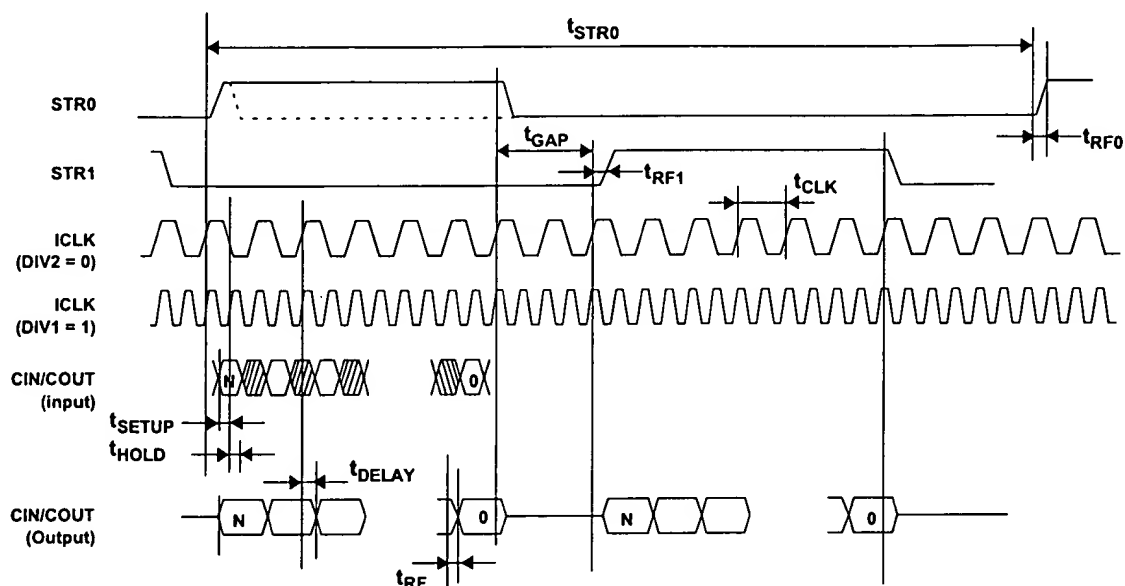 tSTR0
STR0
tGAP
tRF0
STR1
tRF1
tCLK
ICLK
(DIV2 = 0)
ICLK
(DIV1 = 1)
CIN/COUT
(input)
N
0
tSETUP
tHOLD
tDELAY
CIN/COUT
(Output)
N
0
N
0
tRF